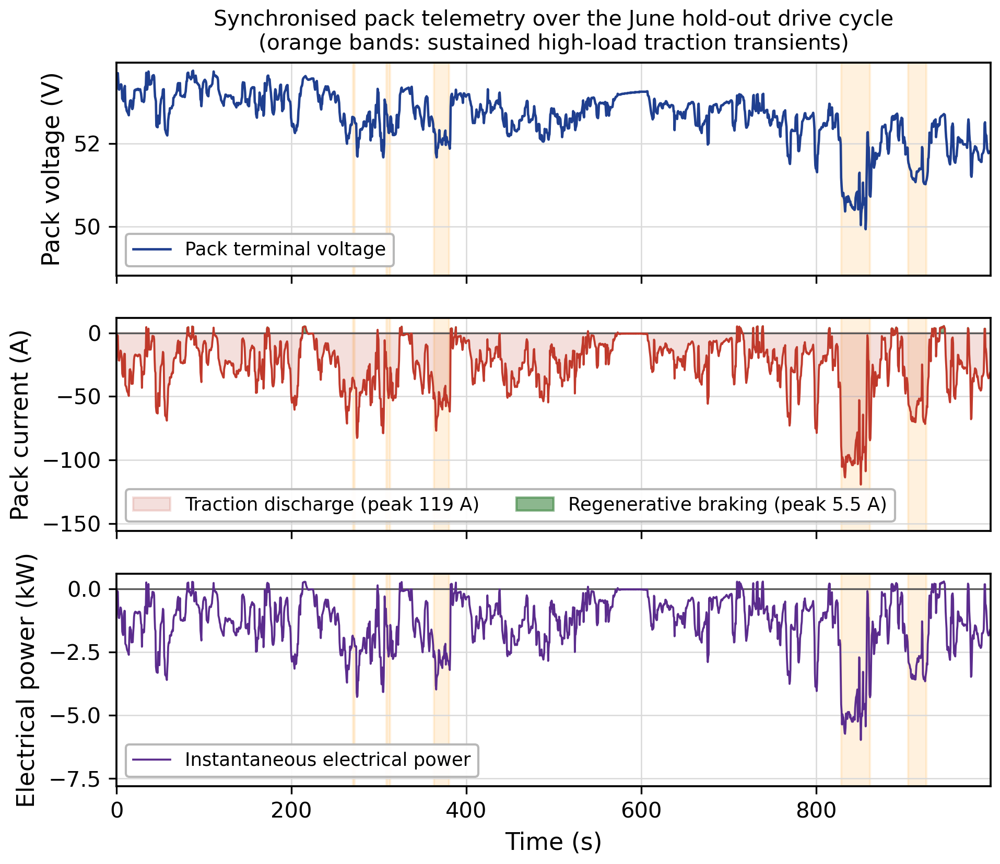 Synchronised pack telemetry over the June hold-out drive cycle
(orange bands: sustained high-load traction transients)
Pack voltage (V)
52
50
Pack terminal voltage
Pack current (A)
0
−50
−100
−150
Traction discharge (peak 119 A)
Regenerative braking (peak 5.5 A)
Electrical power (kW)
0.0
−2.5
−5.0
−7.5
Instantaneous electrical power
0
200
400
600
800
Time (s)